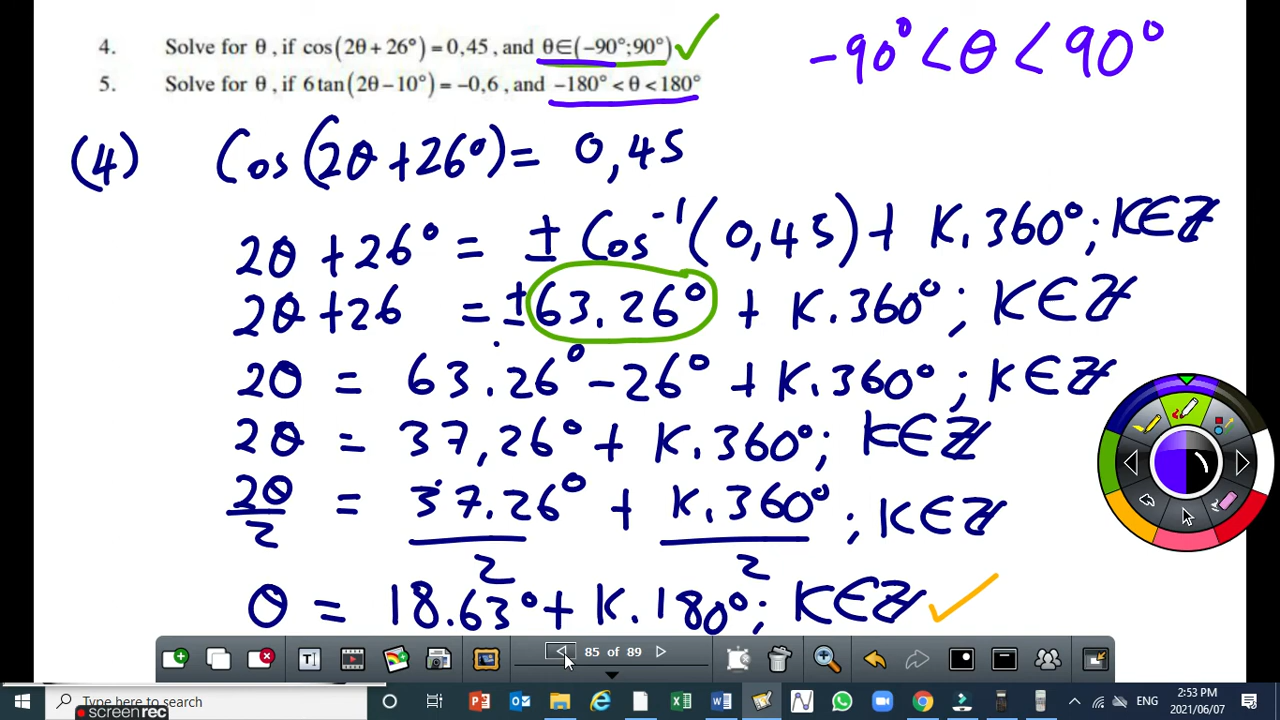 4. Solve for θ, if cos(2θ+26°)=0,45, and θ∈(−90°;90°)
−90° < θ < 90°
5. Solve for θ, if 6tan(2θ−10°)=−0,6, and −180° < θ <180°
(4) Cos(2θ+26°)= 0,45
2θ +26° = ± Cos⁻¹(0,45)+ K.360°; K∈Z
2θ +26 = ±63.26° + K.360°; K∈Z
2θ = 63.26° −26° + K.360°; K∈Z
2θ = 37,26° + K.360°; K∈Z
2θ/2 = 37.26°/2 + K.360°/2 ; K∈Z
θ = 18.63° + K.180°; K∈Z
85 of 89
Type here to search
ENG
2:53 PM
2021/06/07
screenrec